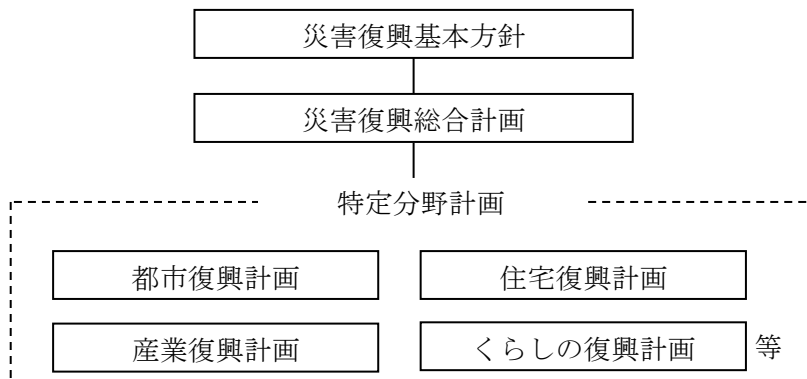 災害復興基本方針
災害復興総合計画
特定分野計画
都市復興計画 住宅復興計画
産業復興計画 くらしの復興計画 等